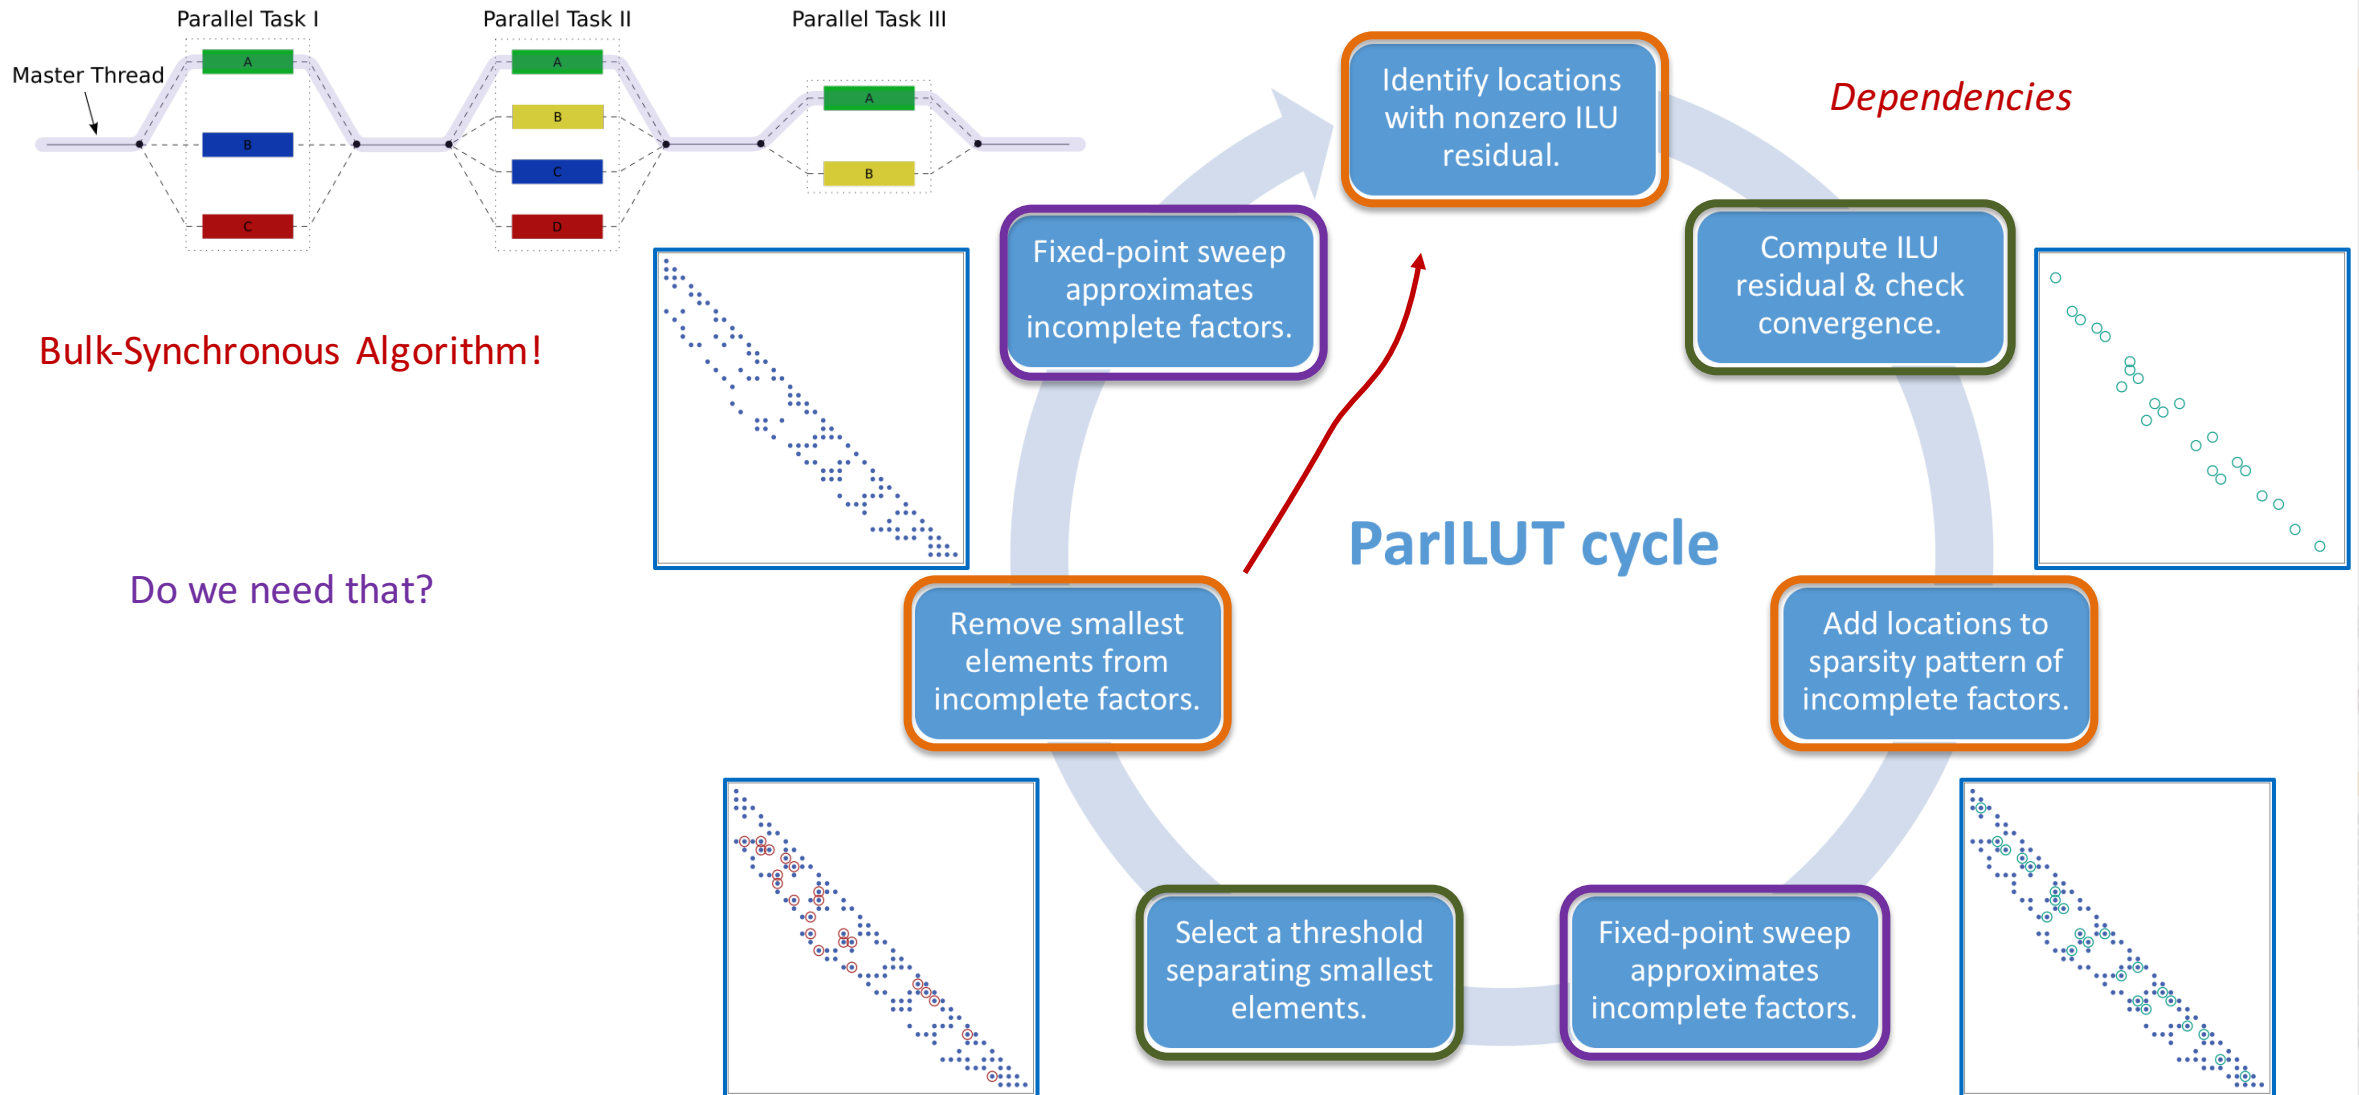 Parallel Task I
Parallel Task II
Parallel Task III
Master Thread
A
B
C
A
B
C
D
A
B
Bulk-Synchronous Algorithm!
Do we need that?
Dependencies
ParILUT cycle
Identify locations
with nonzero ILU
residual.
Compute ILU
residual & check
convergence.
Add locations to
sparsity pattern of
incomplete factors.
Fixed-point sweep
approximates
incomplete factors.
Select a threshold
separating smallest
elements.
Remove smallest
elements from
incomplete factors.
Fixed-point sweep
approximates
incomplete factors.